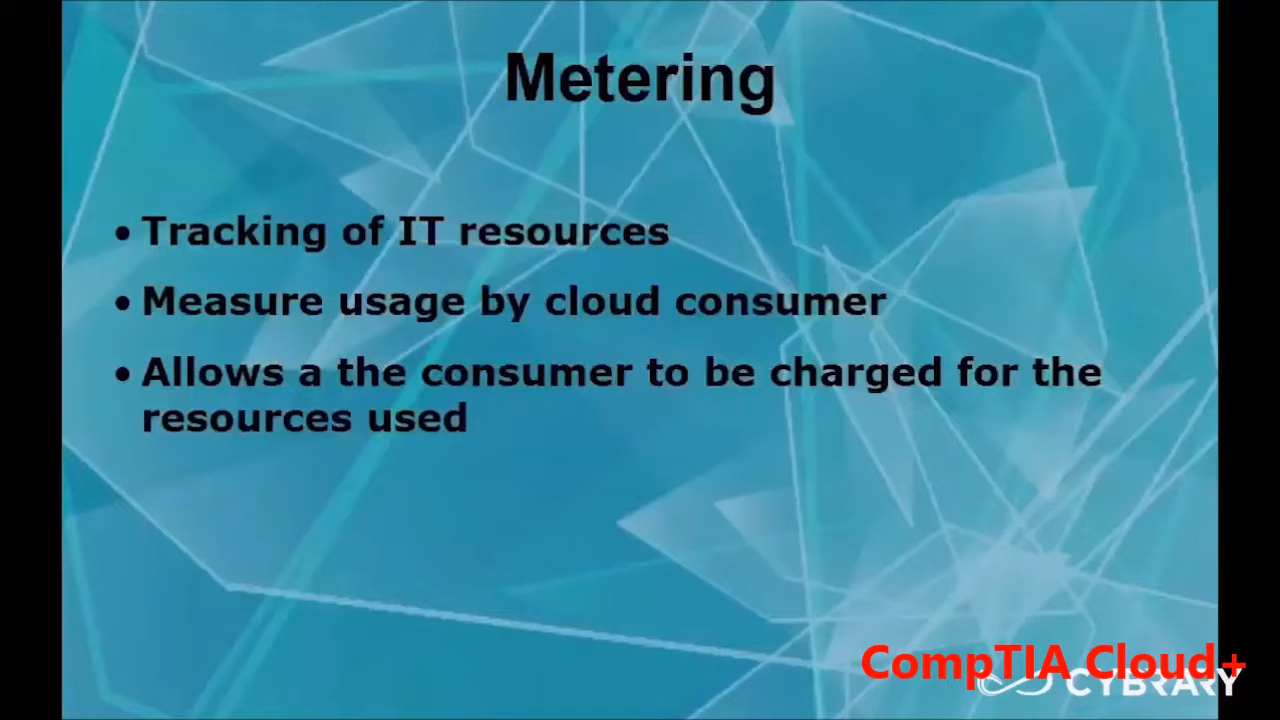 Metering
• Tracking of IT resources
• Measure usage by cloud consumer
• Allows a the consumer to be charged for the
resources used
CompTIA Cloud+
CYBRARY